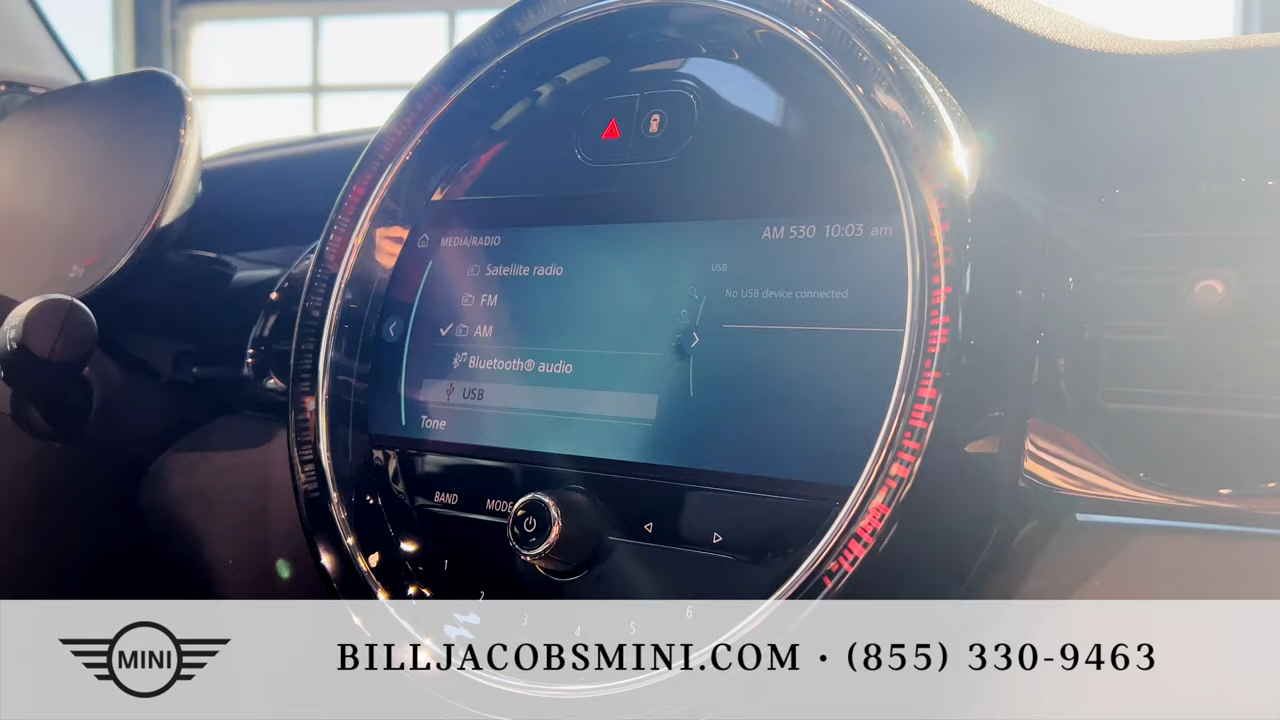 MEDIA/RADIO
AM 530 10:03 am
Satellite radio
FM
AM
Bluetooth® audio
USB
Tone
USB
No USB device connected
BAND
MODE
1
2
3
4
5
6
MINI
BILLJACOBSMINI.COM • (855) 330-9463